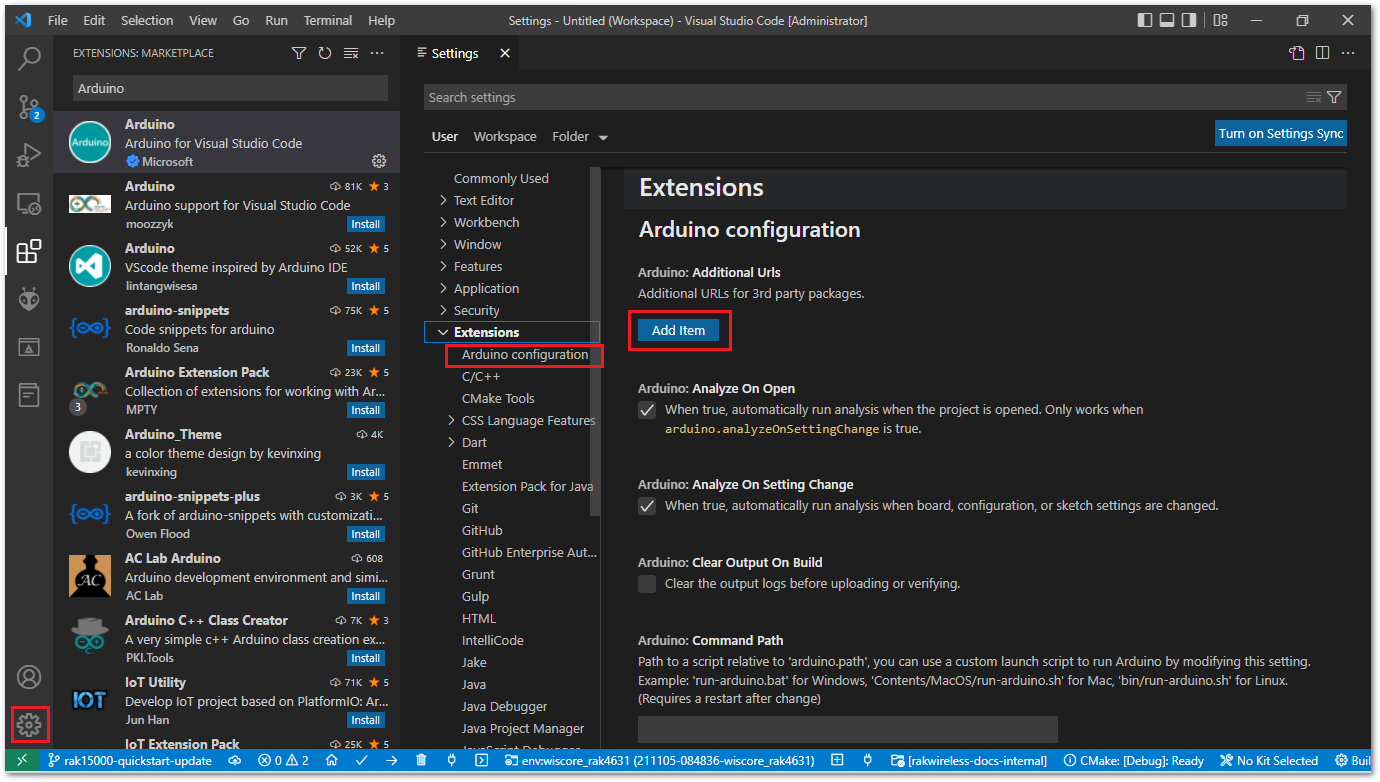 File Edit Selection View Go Run Terminal Help
Settings - Untitled (Workspace) - Visual Studio Code [Administrator]
EXTENSIONS: MARKETPLACE
Arduino
2
Arduino
Arduino
Arduino for Visual Studio Code
Microsoft
Arduino 81K 3
Arduino support for Visual Studio Code
moozzyk Install
Arduino 52K 5
VScode theme inspired by Arduino IDE
lintangwisesa Install
arduino-snippets 75K 5
Code snippets for arduino
Ronaldo Sena Install
Arduino Extension Pack 23K 5
Collection of extensions for working with Ar...
3
MPTY Install
Arduino_Theme 4K
a color theme design by kevinxing
kevinxing Install
arduino-snippets-plus 3K 5
A fork of arduino-snippets with customizati...
Owen Flood Install
AC Lab Arduino 608
AC
Arduino development environment and simi...
AC Lab Install
Arduino C++ Class Creator 7K 3
A very simple c++ Arduino class creation ex...
PKI.Tools Install
IoT Utility 71K 5
IOT
Develop IoT project based on PlatformIO: Ar...
Jun Han Install
IoT Extension Pack 25K 5
Settings
Search settings
User Workspace Folder
Turn on Settings Sync
Commonly Used
Text Editor
Workbench
Window
Features
Application
Security
Extensions
Arduino configuration
C/C++
CMake Tools
CSS Language Features
Dart
Emmet
Extension Pack for Java
Git
GitHub
GitHub Enterprise Aut...
Grunt
Gulp
HTML
IntelliCode
Jake
Java
Java Debugger
Java Project Manager
JavaScript Debugger
Extensions
Arduino configuration
Arduino: Additional Urls
Additional URLs for 3rd party packages.
Add Item
Arduino: Analyze On Open
When true, automatically run analysis when the project is opened. Only works when
arduino.analyzeOnSettingChange is true.
Arduino: Analyze On Setting Change
When true, automatically run analysis when board, configuration, or sketch settings are changed.
Arduino: Clear Output On Build
Clear the output logs before uploading or verifying.
Arduino: Command Path
Path to a script relative to 'arduino.path', you can use a custom launch script to run Arduino by modifying this setting.
Example: 'run-arduino.bat' for Windows, 'Contents/MacOS/run-arduino.sh' for Mac, 'bin/run-arduino.sh' for Linux.
(Requires a restart after change)
rak15000-quickstart-update 0 2 env:wiscore_rak4631 (211105-084836-wiscore_rak4631) [rakwireless-docs-internal] CMake: [Debug]: Ready No Kit Selected Buil